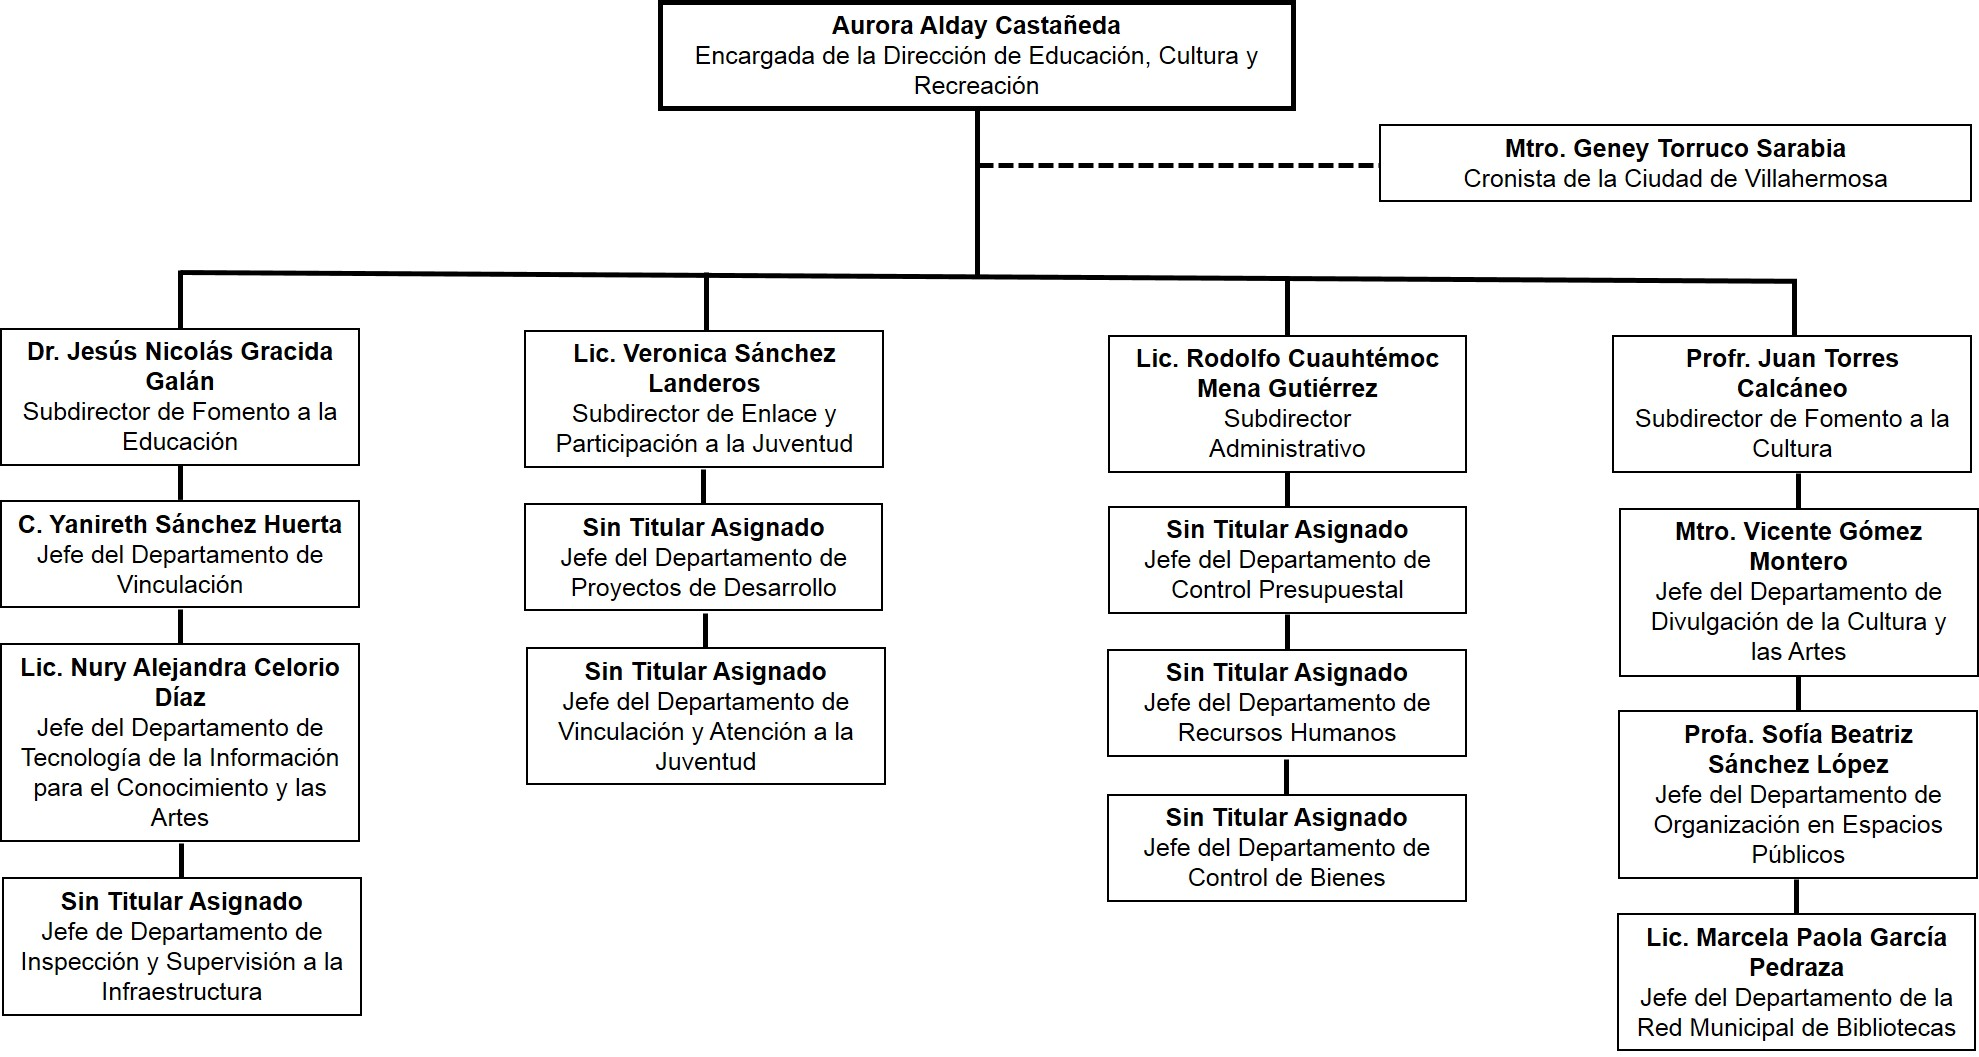 Aurora Alday Castañeda
Encargada de la Dirección de Educación, Cultura y
Recreación
Mtro. Geney Torruco Sarabia
Cronista de la Ciudad de Villahermosa
Dr. Jesús Nicolás Gracida
Galán
Subdirector de Fomento a la
Educación
C. Yanireth Sánchez Huerta
Jefe del Departamento de
Vinculación
Lic. Nury Alejandra Celorio
Díaz
Jefe del Departamento de
Tecnología de la Información
para el Conocimiento y las
Artes
Sin Titular Asignado
Jefe de Departamento de
Inspección y Supervisión a la
Infraestructura
Lic. Veronica Sánchez
Landeros
Subdirector de Enlace y
Participación a la Juventud
Sin Titular Asignado
Jefe del Departamento de
Proyectos de Desarrollo
Sin Titular Asignado
Jefe del Departamento de
Vinculación y Atención a la
Juventud
Lic. Rodolfo Cuauhtémoc
Mena Gutiérrez
Subdirector
Administrativo
Sin Titular Asignado
Jefe del Departamento de
Control Presupuestal
Sin Titular Asignado
Jefe del Departamento de
Recursos Humanos
Sin Titular Asignado
Jefe del Departamento de
Control de Bienes
Profr. Juan Torres
Calcáneo
Subdirector de Fomento a la
Cultura
Mtro. Vicente Gómez
Montero
Jefe del Departamento de
Divulgación de la Cultura y
las Artes
Profa. Sofía Beatriz
Sánchez López
Jefe del Departamento de
Organización en Espacios
Públicos
Lic. Marcela Paola García
Pedraza
Jefe del Departamento de la
Red Municipal de Bibliotecas